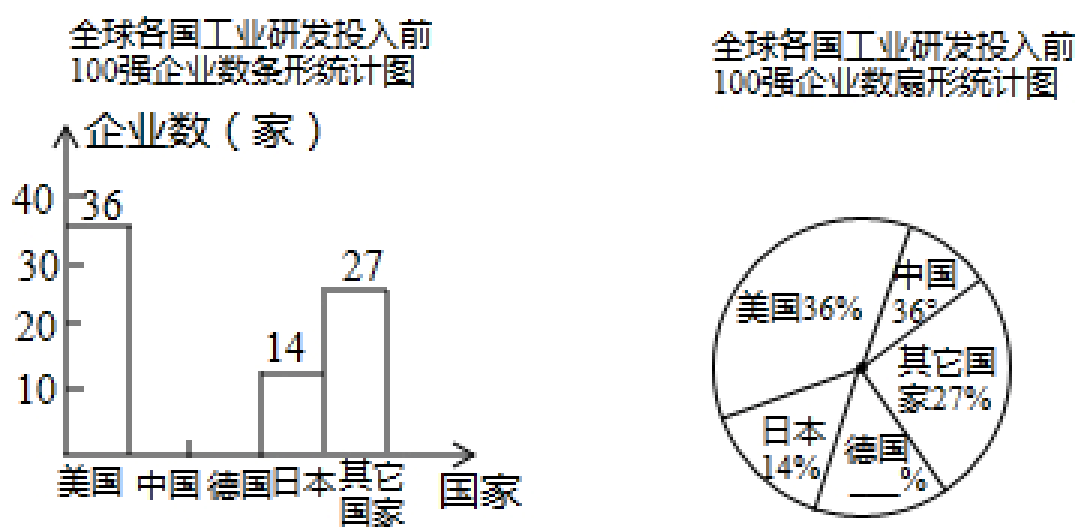 全球各国工业研发投入前
100强企业数条形统计图
企业数（家）
40
30
20
10
36
14
27
美国
中国
德国
日本
其它
国家
国家
全球各国工业研发投入前
100强企业数扇形统计图
美国36%
中国
36°
其它国
家27%
日本
14%
德国
___%